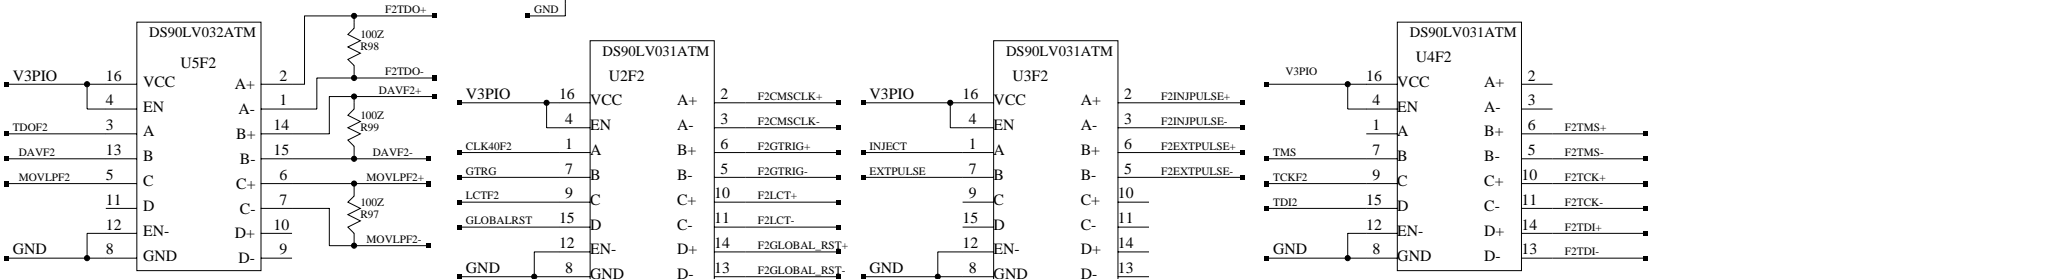 DS90LV032ATM
U5F2
V3PIO 16 VCC A+ 2 F2TDO+
4 EN A- 1 F2TDO-
TDOF2 3 A B+ 14 DAVF2+
DAVF2 13 B B- 15 DAVF2-
MOVLPF2 5 C C+ 6 MOVLPF2+
11 D C- 7 MOVLPF2-
12 EN- D+ 10
GND 8 GND D- 9
100Z
R98
100Z
R99
100Z
R97
GND
DS90LV031ATM
U2F2
V3PIO 16 VCC A+ 2 F2CMSCLK+
4 EN A- 3 F2CMSCLK-
CLK40F2 1 A B+ 6 F2GTRIG+
GTRG 7 B B- 5 F2GTRIG-
LCTF2 9 C C+ 10 F2LCT+
GLOBALRST 15 D C- 11 F2LCT-
12 EN- D+ 14 F2GLOBAL_RST+
GND 8 GND D- 13 F2GLOBAL_RST-
DS90LV031ATM
U3F2
V3PIO 16 VCC A+ 2 F2INJPULSE+
4 EN A- 3 F2INJPULSE-
INJECT 1 A B+ 6 F2EXTPULSE+
EXTPULSE 7 B B- 5 F2EXTPULSE-
9 C C+ 10
15 D C- 11
12 EN- D+ 14
GND 8 GND D- 13
DS90LV031ATM
U4F2
V3PIO 16 VCC A+ 2
4 EN A- 3
1 A B+ 6 F2TMS+
TMS 7 B B- 5 F2TMS-
TCKF2 9 C C+ 10 F2TCK+
TDI2 15 D C- 11 F2TCK-
12 EN- D+ 14 F2TDI+
GND 8 GND D- 13 F2TDI-